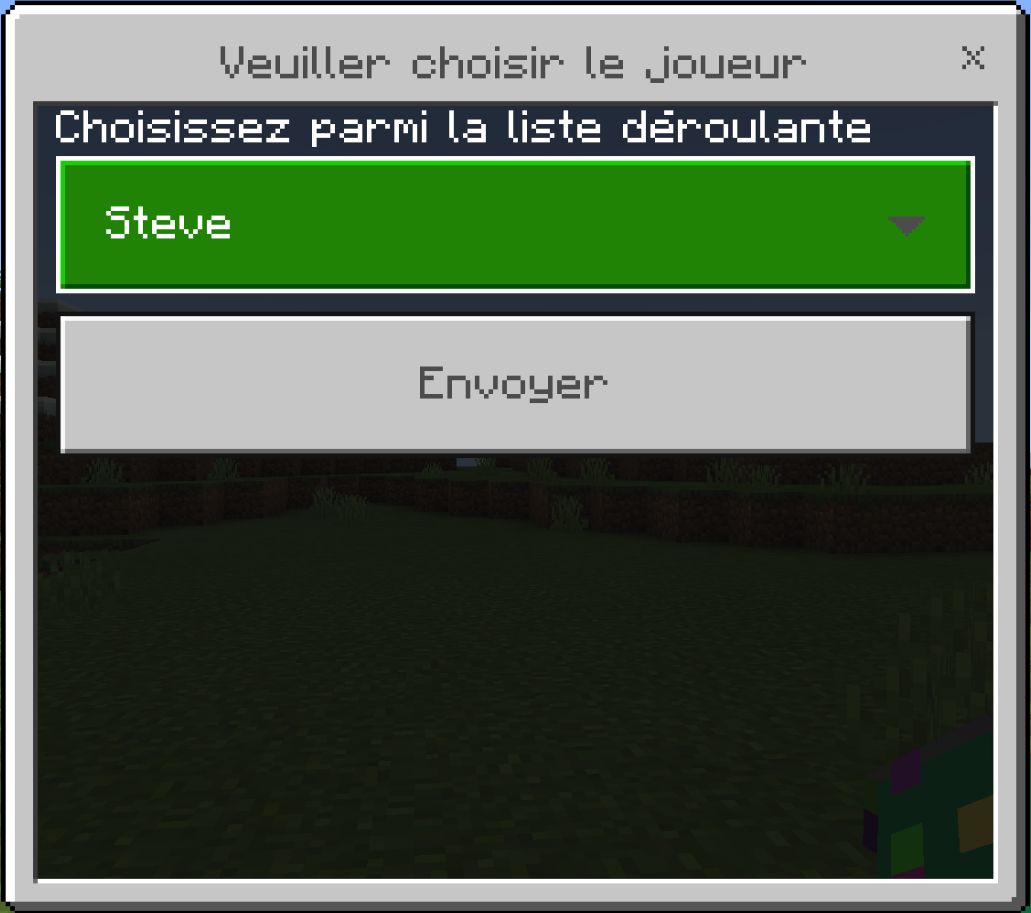 Veuiller choisir le joueur
Choisissez parmi la liste déroulante
Steve
Envoyer